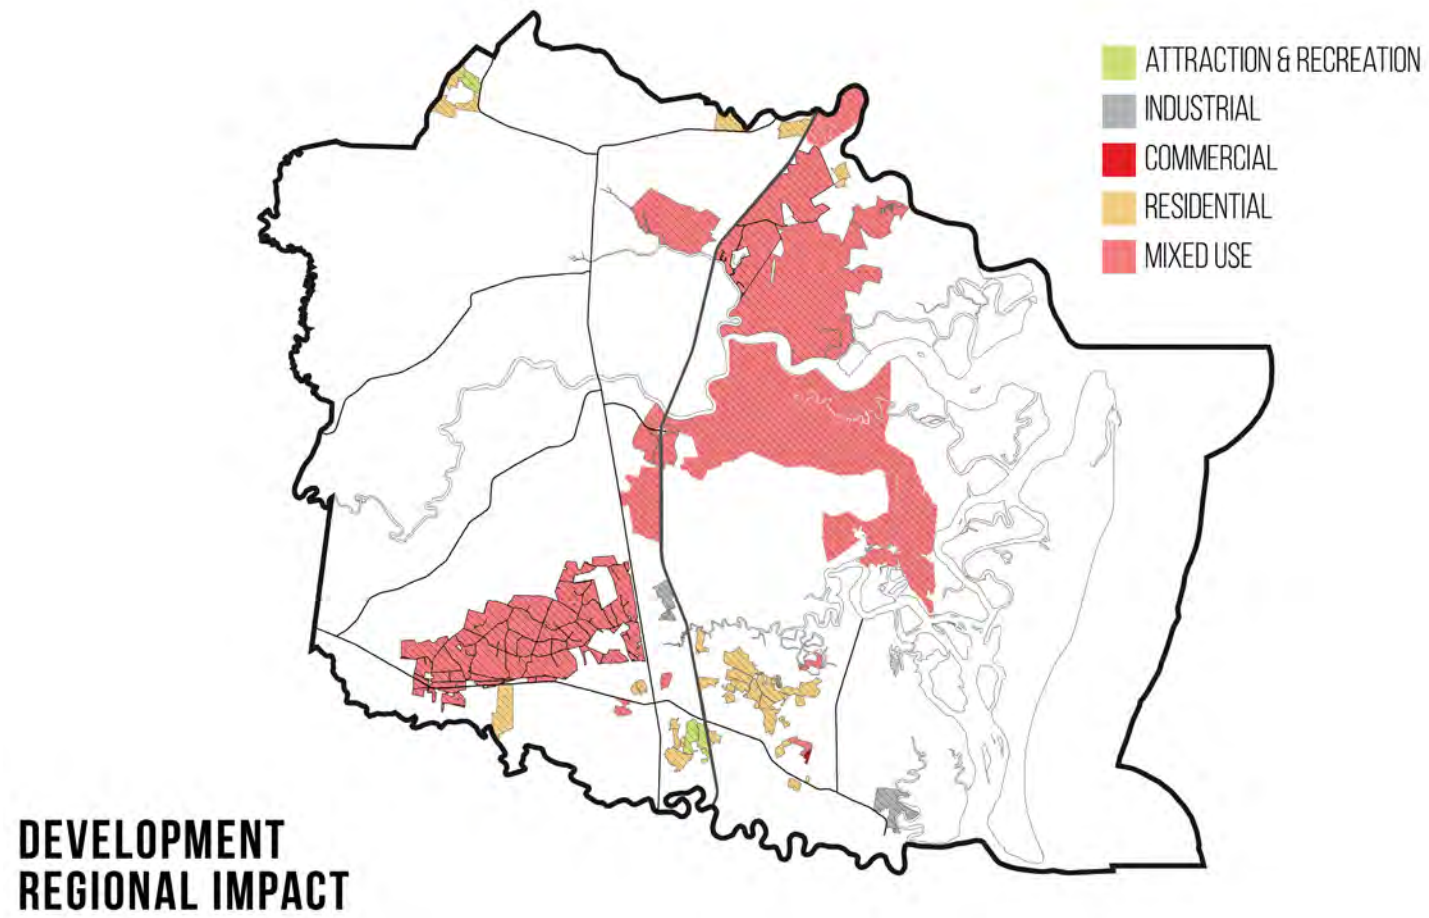 ATTRACTION & RECREATION
INDUSTRIAL
COMMERCIAL
RESIDENTIAL
MIXED USE
DEVELOPMENT
REGIONAL IMPACT